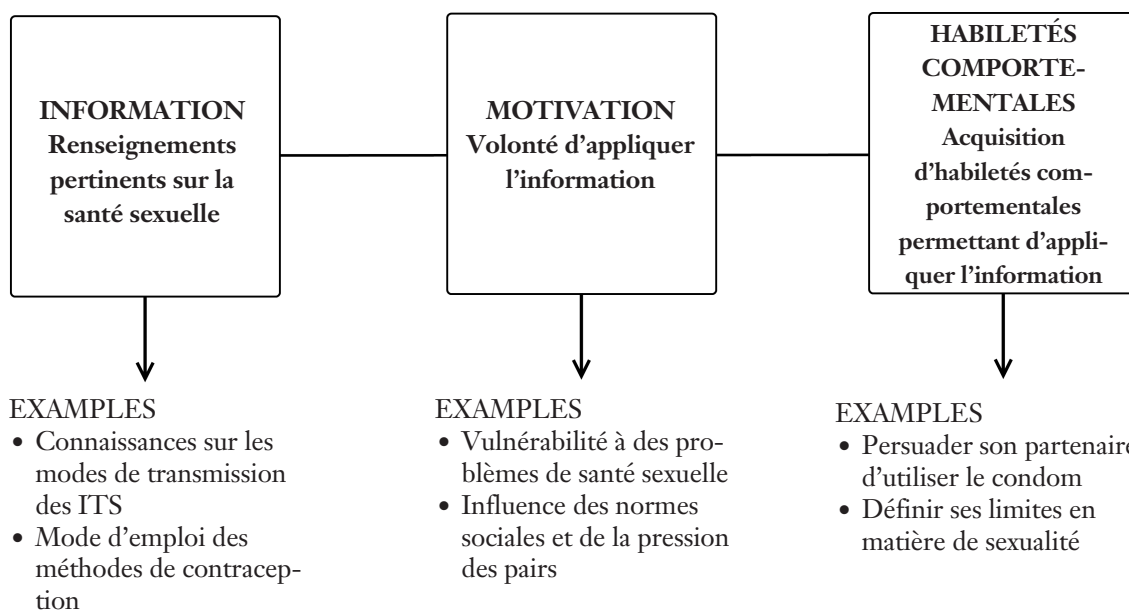 INFORMATION
Renseignements
pertinents sur la
santé sexuelle
MOTIVATION
Volonté d’appliquer
l’information
HABILETÉS
COMPORTE-
MENTALES
Acquisition
d’habiletés com-
portementales
permettant d’appli-
quer l’information
EXAMPLES
• Connaissances sur les
modes de transmission
des ITS
• Mode d’emploi des
méthodes de contracep-
tion
EXAMPLES
• Vulnérabilité à des pro-
blèmes de santé sexuelle
• Influence des normes
sociales et de la pression
des pairs
EXAMPLES
• Persuader son partenaire
d’utiliser le condom
• Définir ses limites en
matière de sexualité